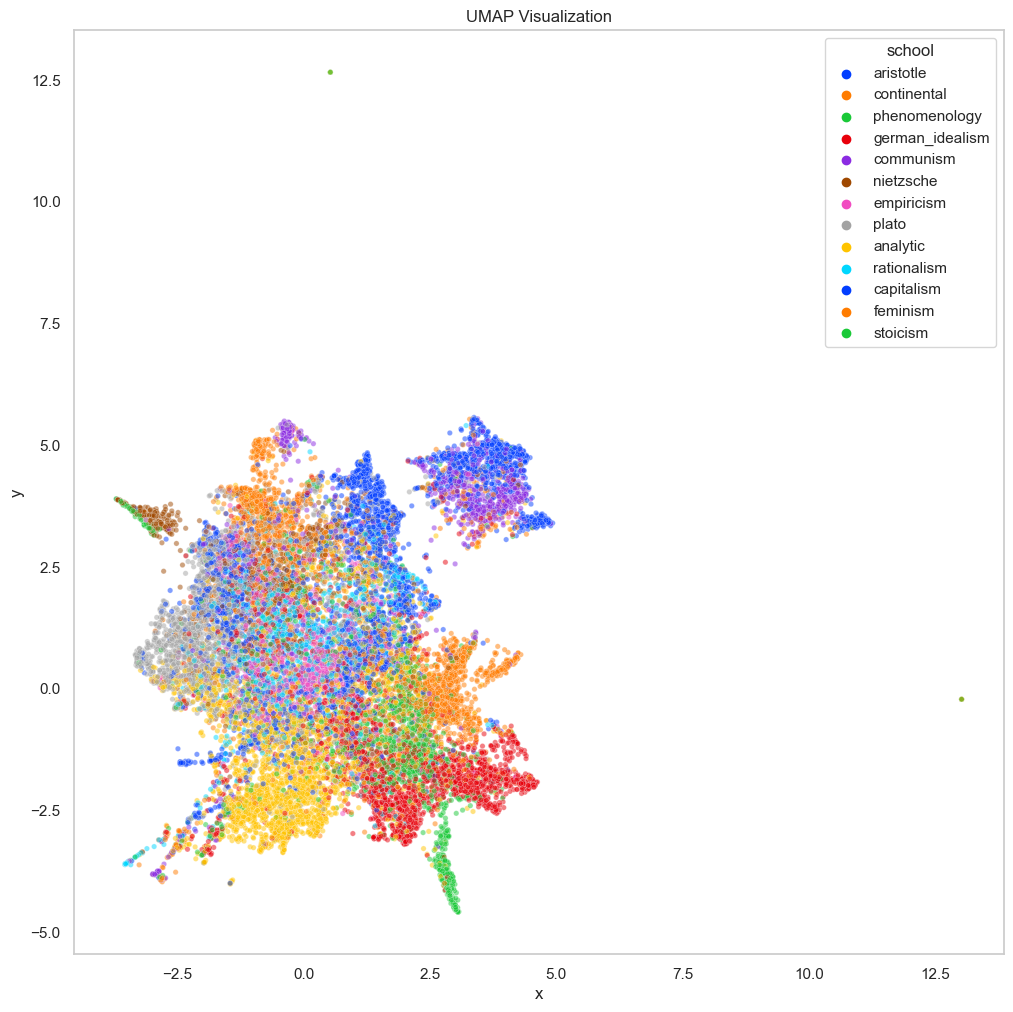 UMAP Visualization
school
aristotle
continental
phenomenology
german_idealism
communism
nietzsche
empiricism
plato
analytic
rationalism
capitalism
feminism
stoicism
12.5
10.0
7.5
5.0
2.5
0.0
−2.5
−5.0
y
−2.5 0.0 2.5 5.0 7.5 10.0 12.5
x